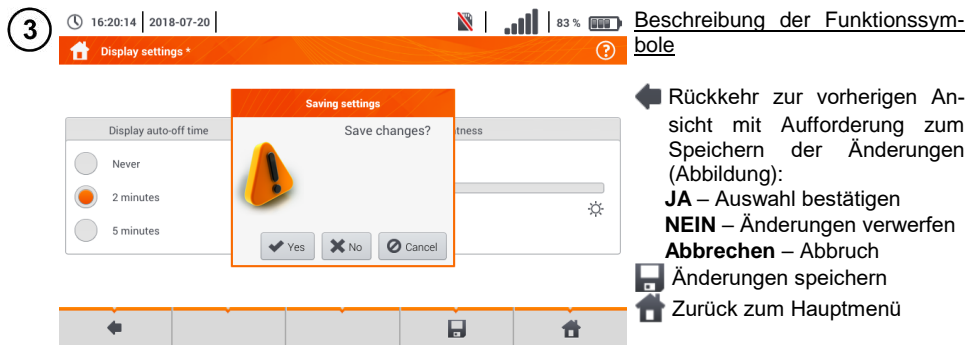 3
16:20:14 2018-07-20 83 %
Display settings *
?
Saving settings
Display auto-off time
Save changes?
tness
Never
2 minutes
5 minutes
Yes No Cancel
Beschreibung der Funktionssym-
bole
Rückkehr zur vorherigen An-
sicht mit Aufforderung zum
Speichern der Änderungen
(Abbildung):
JA – Auswahl bestätigen
NEIN – Änderungen verwerfen
Abbrechen – Abbruch
Änderungen speichern
Zurück zum Hauptmenü